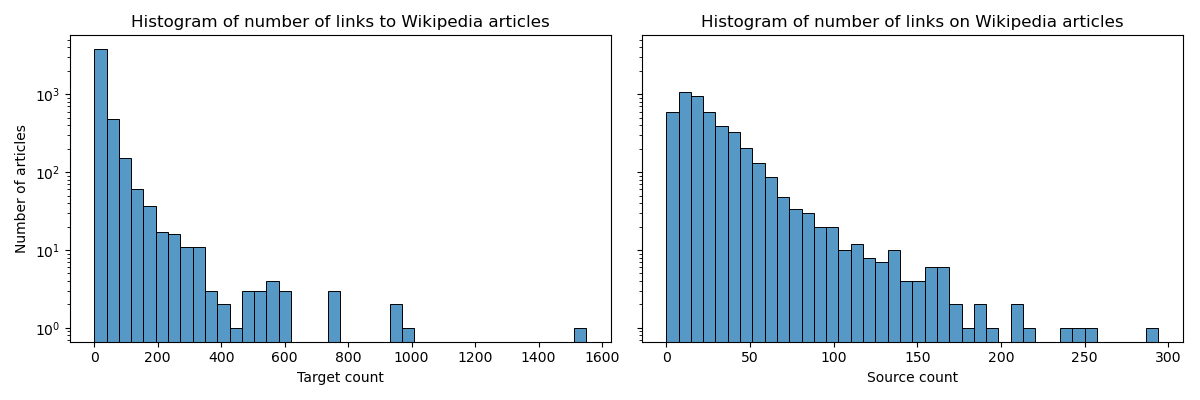 Histogram of number of links to Wikipedia articles
Number of articles
10³
10²
10¹
10⁰
0 200 400 600 800 1000 1200 1400 1600
Target count
Histogram of number of links on Wikipedia articles
0 50 100 150 200 250 300
Source count